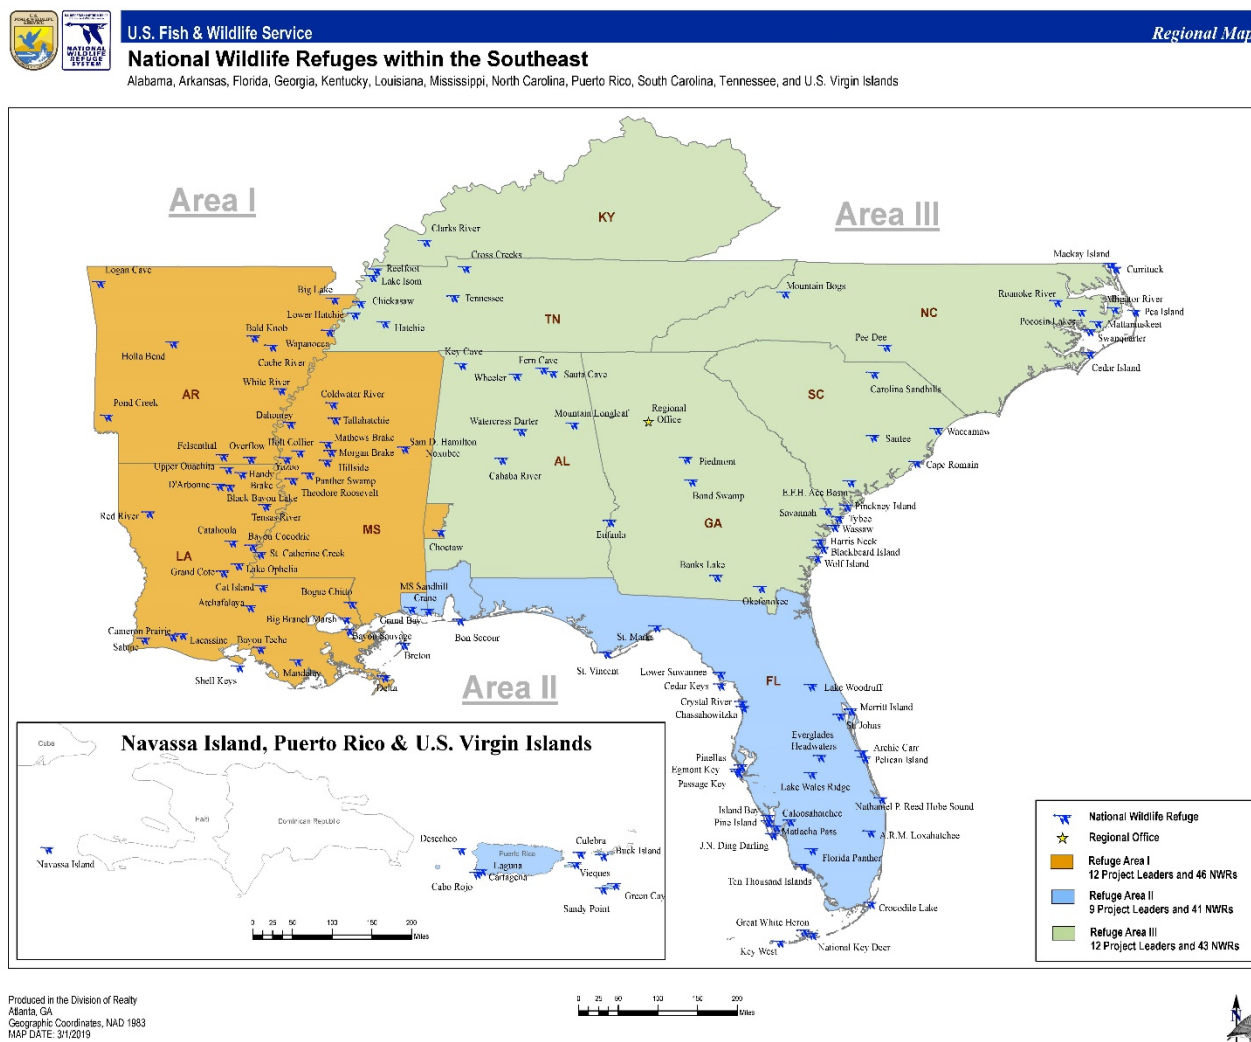 U.S. Fish & Wildlife Service
Regional Map
National Wildlife Refuges within the Southeast
Alabama, Arkansas, Florida, Georgia, Kentucky, Louisiana, Mississippi, North Carolina, Puerto Rico, South Carolina, Tennessee, and U.S. Virgin Islands
NATIONAL
WILDLIFE
REFUGE
SYSTEM
Area I
KY
Area III
Clarks River
Cross Creeks
Mackay Island
Currituck
Logan Cave
Reelfoot
Lake Isom
Big Lake
Chickasaw
Tennessee
Mountain Bogs
Roanoke River
Alligator River
Pea Island
Lower Hatchie
Hatchie
TN
NC
Pocosin Lakes
Mattamuskeet
Swanquarter
Bald Knob
Wapanocca
Holla Bend
Cache River
Pee Dee
Cedar Island
Key Cave
Fern Cave
Wheeler
Sauta Cave
White River
AR
Coldwater River
Carolina Sandhills
SC
Pond Creek
Dahomey
Tallahatchie
Watercress Darter
Mountain Longleaf
Regional
Office
Mathews Brake
Sam D. Hamilton
Noxubee
Santee
Waccamaw
Felsenthal
Overflow
Holt Collier
Morgan Brake
Upper Ouachita
Yazoo
Hillside
AL
Cahaba River
Piedmont
Cape Romain
Handy
Brake
Panther Swamp
D'Arbonne
Theodore Roosevelt
Bond Swamp
E.F.H. Ace Basin
Black Bayou Lake
Pinckney Island
Red River
Tensas River
MS
Savannah
Tybee
GA
Wassaw
Catahoula
Bayou Cocodric
Choctaw
Eufaula
Harris Neck
LA
St. Catherine Creek
Blackbeard Island
Wolf Island
Grand Cote
Lake Ophelia
Banks Lake
Cat Island
Bogue Chitto
MS Sandhill
Crane
Okefenokee
Atchafalaya
Big Branch Marsh
Grand Bay
Cameron Prairie
Lacassine
Bayou Teche
Bayou Sauvage
Bon Secour
St. Marks
Sabine
Breton
Shell Keys
Mandalay
Delta
St. Vincent
Lower Suwannee
Cedar Keys
FL
Lake Woodruff
Area II
Crystal River
Chassahowitzka
Merritt Island
St. Johns
Everglades
Headwaters
Archie Carr
Pelican Island
Pinellas
Egmont Key
Passage Key
Lake Wales Ridge
Nathaniel P. Reed Hobe Sound
Island Bay
Caloosahatchee
Pine Island
Matlacha Pass
J.N. Ding Darling
A.R.M. Loxahatchee
Florida Panther
Ten Thousand Islands
Crocodile Lake
Great White Heron
Key West
National Key Deer
Navassa Island, Puerto Rico & U.S. Virgin Islands
Cuba
Haiti
Dominican Republic
Navassa Island
Desecheo
Puerto Rico
Culebra
Buck Island
Laguna
Cartagena
Cabo Rojo
Vieques
Green Cay
Sandy Point
0 25 50 100 150 200
Miles
National Wildlife Refuge
Regional Office
Refuge Area I
12 Project Leaders and 46 NWRs
Refuge Area II
9 Project Leaders and 41 NWRs
Refuge Area III
12 Project Leaders and 43 NWRs
Produced in the Division of Realty
Atlanta, GA
Geographic Coordinates, NAD 1983
MAP DATE: 3/1/2019
Miles
N